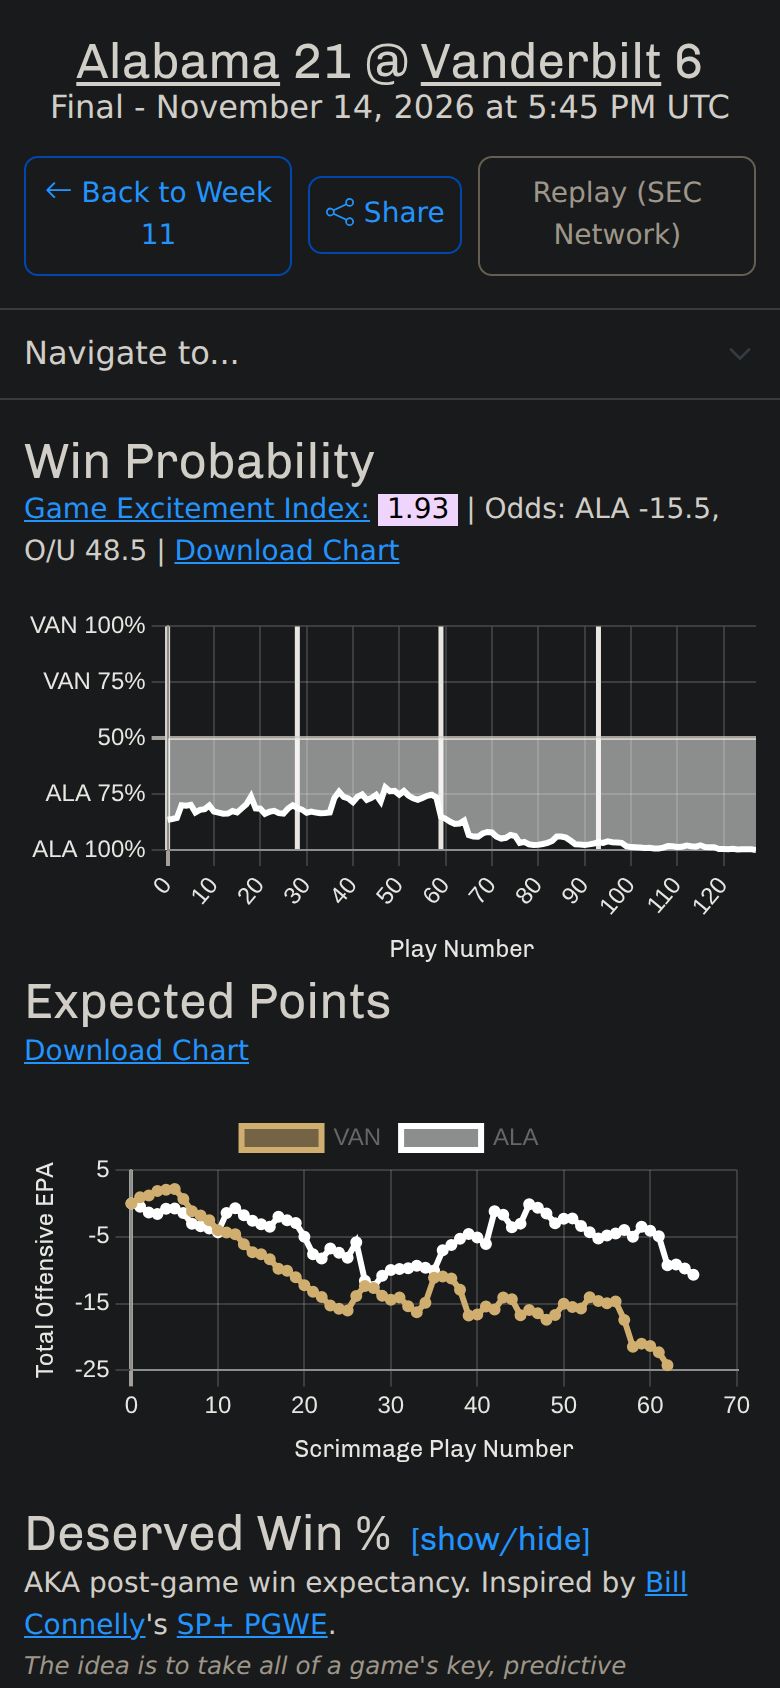 Alabama 21 @ Vanderbilt 6
Final - November 14, 2026 at 5:45 PM UTC
← Back to Week
11
Share
Replay (SEC
Network)
Navigate to...
Win Probability
Game Excitement Index: 1.93 | Odds: ALA -15.5,
O/U 48.5 | Download Chart
VAN 100%
VAN 75%
50%
ALA 75%
ALA 100%
0 10 20 30 40 50 60 70 80 90 100 110 120
Play Number
Expected Points
Download Chart
VAN ALA
Total Offensive EPA
5
-5
-15
-25
0 10 20 30 40 50 60 70
Scrimmage Play Number
Deserved Win % [show/hide]
AKA post-game win expectancy. Inspired by Bill
Connelly's SP+ PGWE.
The idea is to take all of a game's key, predictive